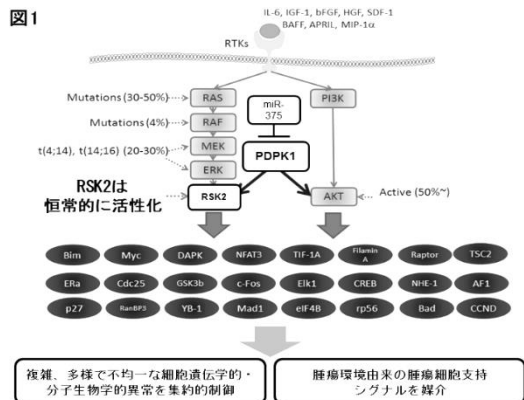 図1
IL-6, IGF-1, bFGF, HGF, SDF-1
BAFF, APRIL, MIP-1α
RTKs
Mutations (30-50%)
RAS
miR-
375
PI3K
Mutations (4%)
RAF
t(4;14), t(14;16) (20-30%)
MEK
PDPK1
ERK
RSK2は
恒常的に活性化
RSK2
AKT
Active (50%~)
Bim Myc DAPK NFAT3 TIF-1A Filamin A Raptor TSC2
ERa Cdc25 GSK3b c-Fos Elk1 CREB NHE-1 AF1
p27 RanBP3 YB-1 Mad1 eIF4B rp56 Bad CCND
複雑、多様で不均一な細胞遺伝学的・
分子生物学的異常を集約的制御
腫瘍環境由来の腫瘍細胞支持
シグナルを媒介